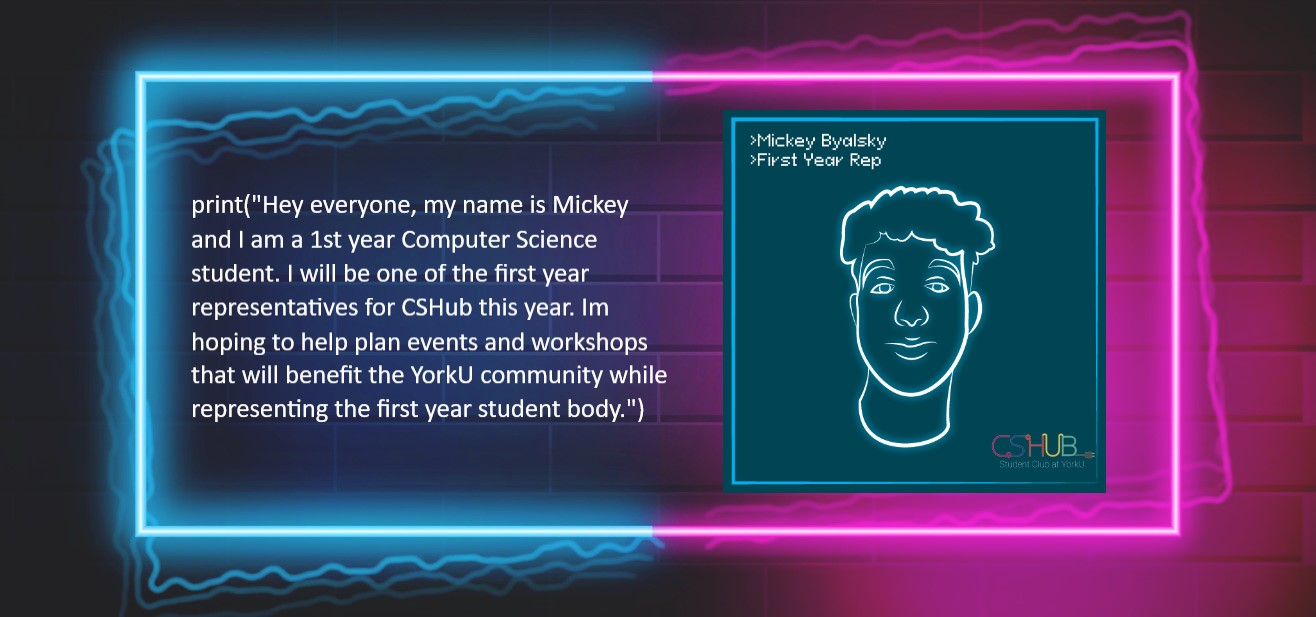 print("Hey everyone, my name is Mickey
and I am a 1st year Computer Science
student. I will be one of the first year
representatives for CSHub this year. Im
hoping to help plan events and workshops
that will benefit the YorkU community while
representing the first year student body.")
>Mickey Byalsky
>First Year Rep
CSHUB
Student Club at YorkU